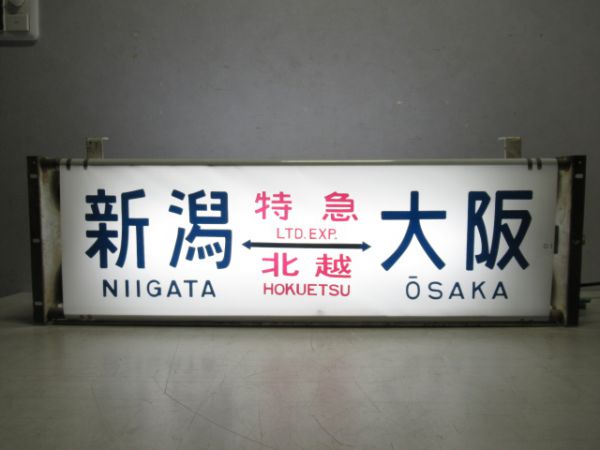 新潟
NIIGATA
特急
LTD.EXP.
北越
HOKUETSU
大阪
ŌSAKA